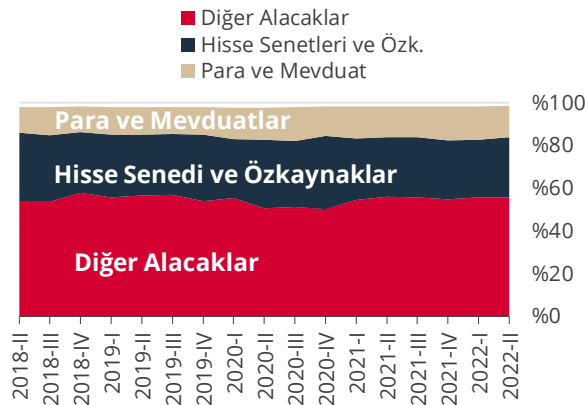 Diğer Alacaklar
Hisse Senetleri ve Özk.
Para ve Mevduat
%100
%80
%60
%40
%20
%0
Para ve Mevduatlar
Hisse Senedi ve Özkaynaklar
Diğer Alacaklar
2018-II
2018-III
2018-IV
2019-I
2019-II
2019-III
2019-IV
2020-I
2020-II
2020-III
2020-IV
2021-I
2021-II
2021-III
2021-IV
2022-I
2022-II